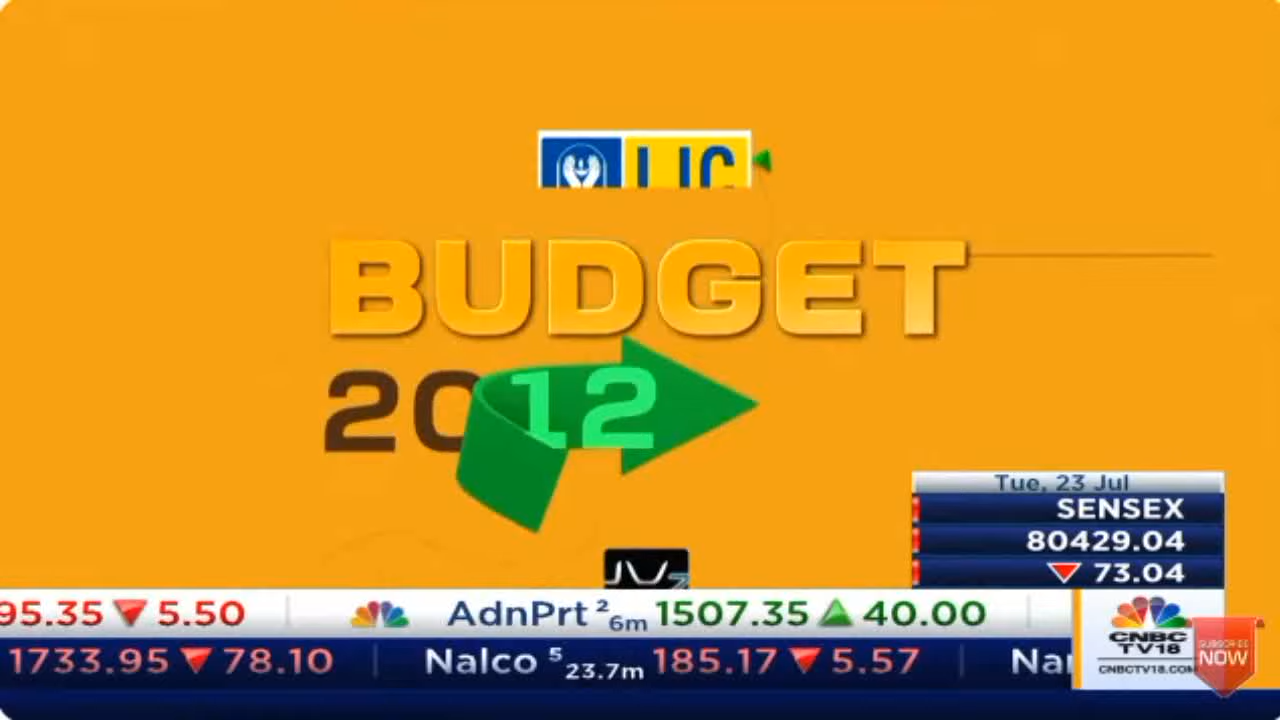 LIC
BUDGET
2012
Tue, 23 Jul
SENSEX
80429.04
▼ 73.04
95.35 ▼ 5.50 AdnPrt 2 6m 1507.35 ▲ 40.00
1733.95 ▼ 78.10 Nalco 5 23.7m 185.17 ▼ 5.57
CNBC
TV18
CNBCTV18.COM
SUBSCRIBE
NOW